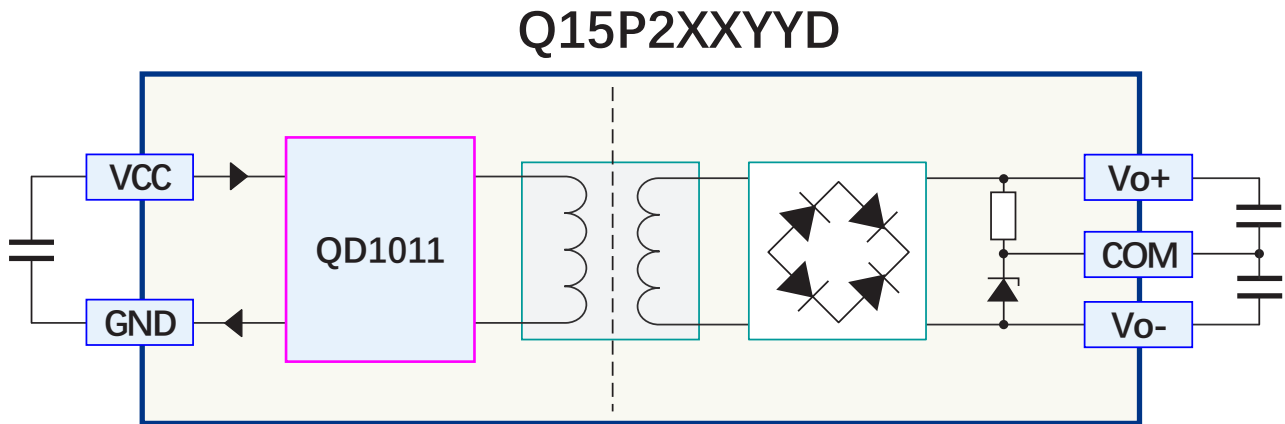 Q15P2XXYYD
VCC
QD1011
GND
Vo+
COM
Vo-